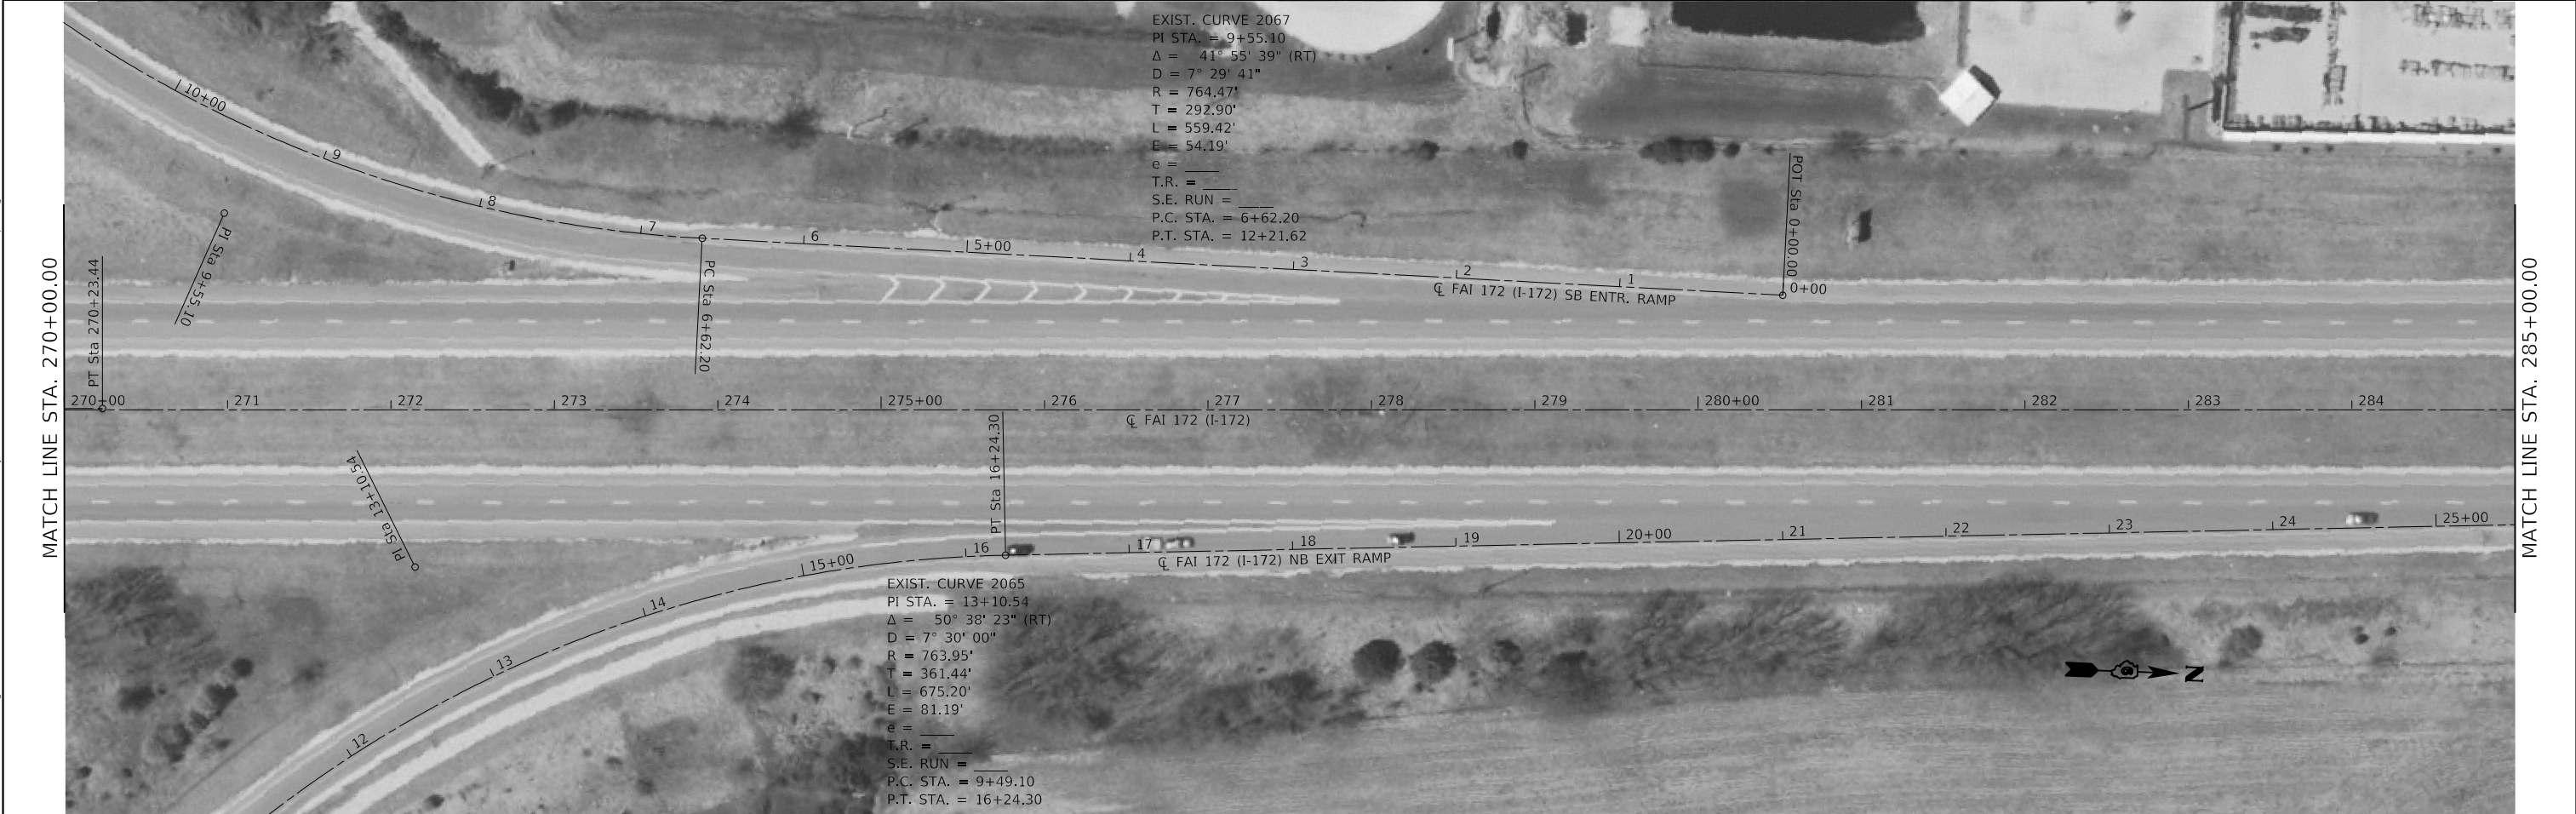 EXIST. CURVE 2067
PI STA. = 9+55.10
Δ = 41° 55' 39" (RT)
D = 7° 29' 41"
R = 764.47'
T = 292.90'
L = 559.42'
E = 54.19'
e = ____
T.R. = ____
S.E. RUN = ____
P.C. STA. = 6+62.20
P.T. STA. = 12+21.62
10+00
9
8
7
6
5+00
4
3
2
1
0+00
POT Sta 0+00.00
℄ FAI 172 (I-172) SB ENTR. RAMP
PI Sta 9+55.10
PC Sta 6+62.20
PT Sta 270+23.44
MATCH LINE STA. 270+00.00
MATCH LINE STA. 285+00.00
270+00
271
272
273
274
275+00
276
277
278
279
280+00
281
282
283
284
℄ FAI 172 (I-172)
PT Sta 16+24.30
PI Sta 13+10.54
12
13
14
15+00
16
17
18
19
20+00
21
22
23
24
25+00
℄ FAI 172 (I-172) NB EXIT RAMP
EXIST. CURVE 2065
PI STA. = 13+10.54
Δ = 50° 38' 23" (RT)
D = 7° 30' 00"
R = 763.95'
T = 361.44'
L = 675.20'
E = 81.19'
e = ____
T.R. = ____
S.E. RUN = ____
P.C. STA. = 9+49.10
P.T. STA. = 16+24.30
N